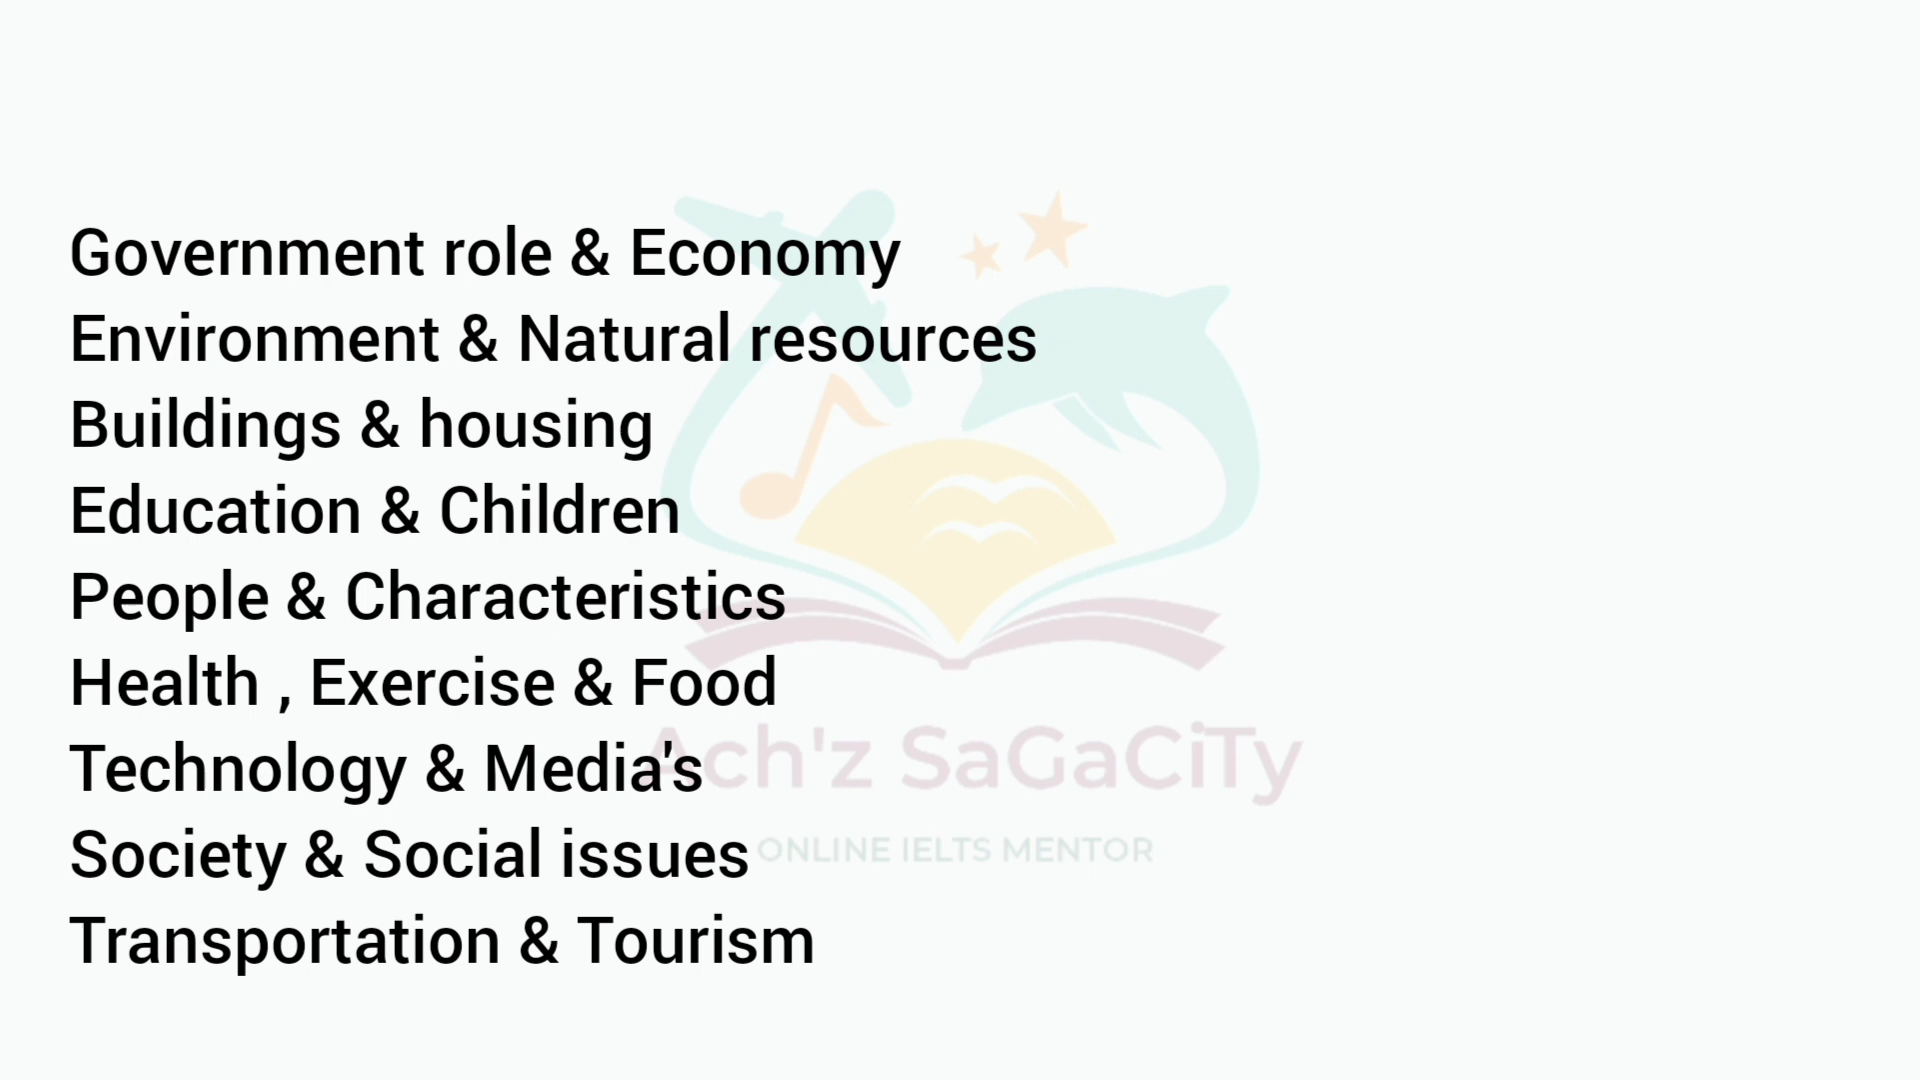 Government role & Economy
Environment & Natural resources
Buildings & housing
Education & Children
People & Characteristics
Health , Exercise & Food
Technology & Media's
Society & Social issues
Transportation & Tourism
Ach'z SaGaCiTy
ONLINE IELTS MENTOR